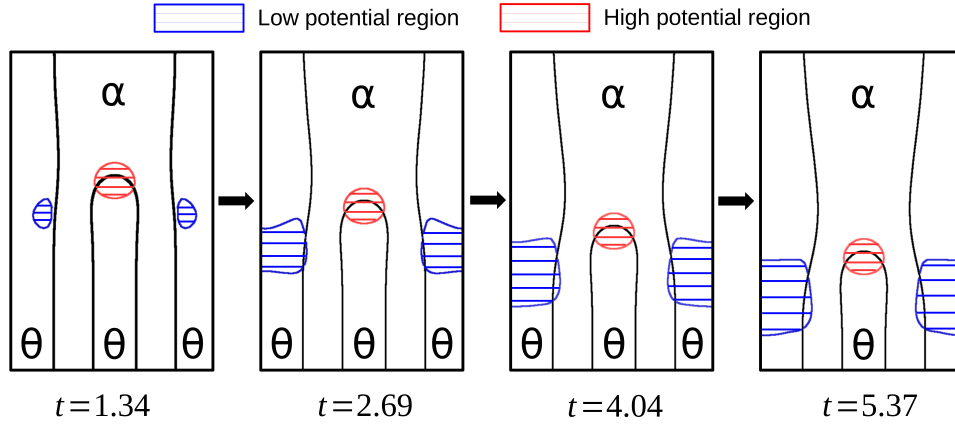 Low potential region
High potential region
α α α α
θ θ θ θ θ θ θ θ θ θ
t=1.34 t=2.69 t=4.04 t=5.37